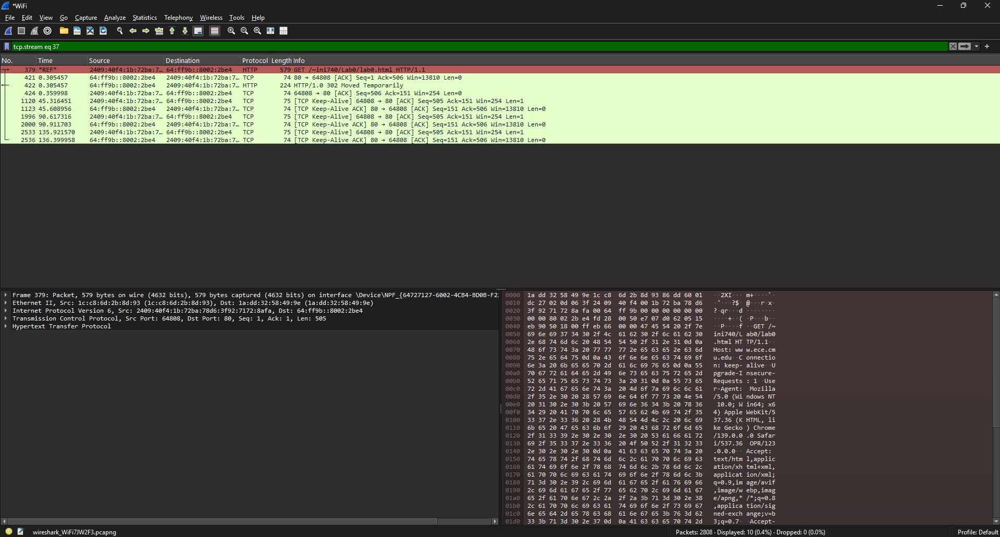 *WiFi
File Edit View Go Capture Analyze Statistics Telephony Wireless Tools Help
tcp.stream eq 37
No. Time Source Destination Protocol Length Info
379 *REF* 2409:40f4:1b:72ba:7… 64:ff9b::8002:2be4 HTTP 579 GET /~ini740/Lab0/lab0.html HTTP/1.1
421 0.305457 64:ff9b::8002:2be4 2409:40f4:1b:72ba:7… TCP 74 80 → 64808 [ACK] Seq=1 Ack=506 Win=13810 Len=0
422 0.305457 64:ff9b::8002:2be4 2409:40f4:1b:72ba:7… HTTP 224 HTTP/1.0 302 Moved Temporarily
424 0.359998 2409:40f4:1b:72ba:7… 64:ff9b::8002:2be4 TCP 74 64808 → 80 [ACK] Seq=506 Ack=151 Win=254 Len=0
1120 45.316451 2409:40f4:1b:72ba:7… 64:ff9b::8002:2be4 TCP 75 [TCP Keep-Alive] 64808 → 80 [ACK] Seq=505 Ack=151 Win=254 Len=1
1123 45.608956 64:ff9b::8002:2be4 2409:40f4:1b:72ba:7… TCP 74 [TCP Keep-Alive ACK] 80 → 64808 [ACK] Seq=151 Ack=506 Win=13810 Len=0
1996 90.617316 2409:40f4:1b:72ba:7… 64:ff9b::8002:2be4 TCP 75 [TCP Keep-Alive] 64808 → 80 [ACK] Seq=505 Ack=151 Win=254 Len=1
2000 90.911703 64:ff9b::8002:2be4 2409:40f4:1b:72ba:7… TCP 74 [TCP Keep-Alive ACK] 80 → 64808 [ACK] Seq=151 Ack=506 Win=13810 Len=0
2533 135.921570 2409:40f4:1b:72ba:7… 64:ff9b::8002:2be4 TCP 75 [TCP Keep-Alive] 64808 → 80 [ACK] Seq=505 Ack=151 Win=254 Len=1
2536 136.399958 64:ff9b::8002:2be4 2409:40f4:1b:72ba:7… TCP 74 [TCP Keep-Alive ACK] 80 → 64808 [ACK] Seq=151 Ack=506 Win=13810 Len=0
Frame 379: Packet, 579 bytes on wire (4632 bits), 579 bytes captured (4632 bits) on interface \Device\NPF_{64727127-6002-4CB4-BD0B-F2
Ethernet II, Src: 1c:c8:6d:2b:8d:93 (1c:c8:6d:2b:8d:93), Dst: 1a:dd:32:58:49:9e (1a:dd:32:58:49:9e)
Internet Protocol Version 6, Src: 2409:40f4:1b:72ba:78d6:3f92:7172:8afa, Dst: 64:ff9b::8002:2be4
Transmission Control Protocol, Src Port: 64808, Dst Port: 80, Seq: 1, Ack: 1, Len: 505
Hypertext Transfer Protocol
0000 1a dd 32 58 49 9e 1c c8 6d 2b 8d 93 86 dd 60 01 ··2XI··· m+····`·
0010 dc 27 02 0d 06 3f 24 09 40 f4 00 1b 72 ba 78 d6 ·'···?$· @···r·x·
0020 3f 92 71 72 8a fa 00 64 ff 9b 00 00 00 00 00 00 ?·qr···d ········
0030 00 00 80 02 2b e4 fd 28 00 50 e7 07 d0 62 05 15 ····+··( ·P···b··
0040 eb 90 50 18 00 ff eb 66 00 00 47 45 54 20 2f 7e ··P····f ··GET /~
0050 69 6e 69 37 34 30 2f 4c 61 62 30 2f 6c 61 62 30 ini740/L ab0/lab0
0060 2e 68 74 6d 6c 20 48 54 54 50 2f 31 2e 31 0d 0a .html HT TP/1.1··
0070 48 6f 73 74 3a 20 77 77 77 2e 65 63 65 2e 63 6d Host: ww w.ece.cm
0080 75 2e 65 64 75 0d 0a 43 6f 6e 6e 65 63 74 69 6f u.edu··C onnectio
0090 6e 3a 20 6b 65 65 70 2d 61 6c 69 76 65 0d 0a 55 n: keep- alive··U
00a0 70 67 72 61 64 65 2d 49 6e 73 65 63 75 72 65 2d pgrade-I nsecure-
00b0 52 65 71 75 65 73 74 73 3a 20 31 0d 0a 55 73 65 Requests : 1··Use
00c0 72 2d 41 67 65 6e 74 3a 20 4d 6f 7a 69 6c 6c 61 r-Agent: Mozilla
00d0 2f 35 2e 30 20 28 57 69 6e 64 6f 77 73 20 4e 54 /5.0 (Wi ndows NT
00e0 20 31 30 2e 30 3b 20 57 69 6e 36 34 3b 20 78 36 10.0; W in64; x6
00f0 34 29 20 41 70 70 6c 65 57 65 62 4b 69 74 2f 35 4) Apple WebKit/5
0100 33 37 2e 33 36 20 28 4b 48 54 4d 4c 2c 20 6c 69 37.36 (K HTML, li
0110 6b 65 20 47 65 63 6b 6f 29 20 43 68 72 6f 6d 65 ke Gecko ) Chrome
0120 2f 31 33 39 2e 30 2e 30 2e 30 20 53 61 66 61 72 /139.0.0 .0 Safar
0130 69 2f 35 33 37 2e 33 36 20 4f 50 52 2f 31 32 33 i/537.36 OPR/123
0140 2e 30 2e 30 2e 30 0d 0a 41 63 63 65 70 74 3a 20 .0.0.0·· Accept:
0150 74 65 78 74 2f 68 74 6d 6c 2c 61 70 70 6c 69 63 text/htm l,applic
0160 61 74 69 6f 6e 2f 78 68 74 6d 6c 2b 78 6d 6c 2c ation/xh tml+xml,
0170 61 70 70 6c 69 63 61 74 69 6f 6e 2f 78 6d 6c 3b applicat ion/xml;
0180 71 3d 30 2e 39 2c 69 6d 61 67 65 2f 61 76 69 66 q=0.9,im age/avif
0190 2c 69 6d 61 67 65 2f 77 65 62 70 2c 69 6d 61 67 ,image/w ebp,imag
01a0 65 2f 61 70 6e 67 2c 2a 2f 2a 3b 71 3d 30 2e 38 e/apng,* /*;q=0.8
01b0 2c 61 70 70 6c 69 63 61 74 69 6f 6e 2f 73 69 67 ,applica tion/sig
01c0 6e 65 64 2d 65 78 63 68 61 6e 67 65 3b 76 3d 62 ned-exch ange;v=b
01d0 33 3b 71 3d 30 2e 37 0d 0a 41 63 63 65 70 74 2d 3;q=0.7· ·Accept-
wireshark_WiFi7JW2F3.pcapng Packets: 2808 · Displayed: 10 (0.4%) · Dropped: 0 (0.0%) Profile: Default